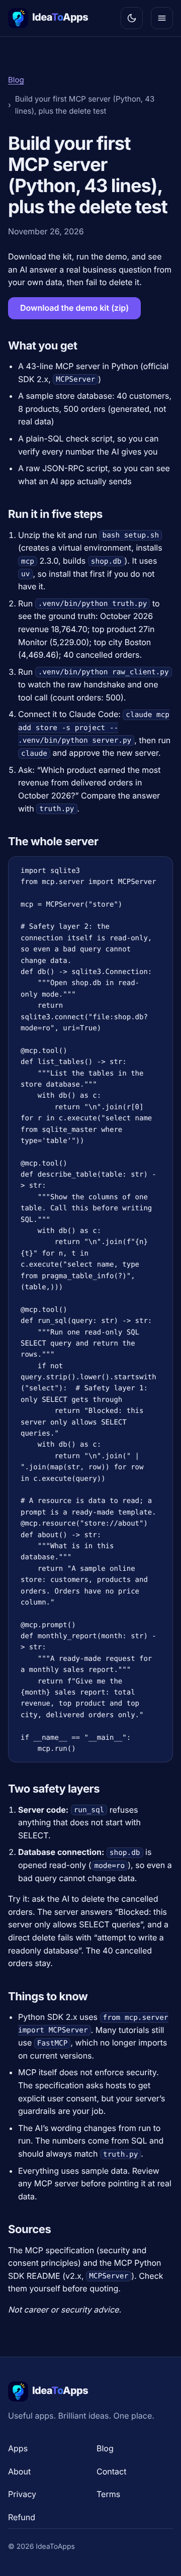 IdeaToApps
Blog
› Build your first MCP server (Python, 43
lines), plus the delete test
Build your first
MCP server
(Python, 43 lines),
plus the delete test
November 26, 2026
Download the kit, run the demo, and see
an AI answer a real business question from
your own data, then fail to delete it.
Download the demo kit (zip)
What you get
• A 43-line MCP server in Python (official
SDK 2.x, MCPServer)
• A sample store database: 40 customers,
8 products, 500 orders (generated, no
real data)
• A plain-SQL check script, so you can
verify every number the AI gives you
• A raw JSON-RPC script, so you can see
what an AI app actually sends
Run it in five steps
1. Unzip the kit and run bash setup.sh
(creates a virtual environment, installs
mcp 2.3.0, builds shop.db). It uses
uv, so install that first if you do not
have it.
2. Run .venv/bin/python truth.py to
see the ground truth: October 2026
revenue 18,764.70; top product 27in
Monitor (5,229.00); top city Boston
(4,469.46); 40 cancelled orders.
3. Run .venv/bin/python raw_client.py
to watch the raw handshake and one
tool call (count orders: 500).
4. Connect it to Claude Code: claude mcp
add store -s project --
.venv/bin/python server.py, then run
claude and approve the new server.
5. Ask: “Which product earned the most
revenue from delivered orders in
October 2026?” Compare the answer
with truth.py.
The whole server
import sqlite3
from mcp.server import MCPServer
mcp = MCPServer("store")
# Safety layer 2: the
connection itself is read-only,
so even a bad query cannot
change data.
def db() -> sqlite3.Connection:
"""Open shop.db in read-
only mode."""
return
sqlite3.connect("file:shop.db?
mode=ro", uri=True)
@mcp.tool()
def list_tables() -> str:
"""List the tables in the
store database."""
with db() as c:
return "\n".join(r[0]
for r in c.execute("select name
from sqlite_master where
type='table'"))
@mcp.tool()
def describe_table(table: str) -
> str:
"""Show the columns of one
table. Call this before writing
SQL."""
with db() as c:
return "\n".join(f"{n}
{t}" for n, t in
c.execute("select name, type
from pragma_table_info(?)",
(table,)))
@mcp.tool()
def run_sql(query: str) -> str:
"""Run one read-only SQL
SELECT query and return the
rows."""
if not
query.strip().lower().startswith
("select"):  # Safety layer 1:
only SELECT gets through
return "Blocked: this
server only allows SELECT
queries."
with db() as c:
return "\n".join(" |
".join(map(str, row)) for row
in c.execute(query))
# A resource is data to read; a
prompt is a ready-made template.
@mcp.resource("store://about")
def about() -> str:
"""What is in this
database."""
return "A sample online
store: customers, products and
orders. Orders have no price
column."
@mcp.prompt()
def monthly_report(month: str) -
> str:
"""A ready-made request for
a monthly sales report."""
return f"Give me the
{month} sales report: total
revenue, top product and top
city, delivered orders only."
if __name__ == "__main__":
mcp.run()
Two safety layers
1. Server code: run_sql refuses
anything that does not start with
SELECT.
2. Database connection: shop.db is
opened read-only (mode=ro), so even a
bad query cannot change data.
Try it: ask the AI to delete the cancelled
orders. The server answers “Blocked: this
server only allows SELECT queries”, and a
direct delete fails with “attempt to write a
readonly database”. The 40 cancelled
orders stay.
Things to know
• Python SDK 2.x uses from mcp.server
import MCPServer. Many tutorials still
use FastMCP, which no longer imports
on current versions.
• MCP itself does not enforce security.
The specification asks hosts to get
explicit user consent, but your server’s
guardrails are your job.
• The AI’s wording changes from run to
run. The numbers come from SQL and
should always match truth.py.
• Everything uses sample data. Review
any MCP server before pointing it at real
data.
Sources
The MCP specification (security and
consent principles) and the MCP Python
SDK README (v2.x, MCPServer). Check
them yourself before quoting.
Not career or security advice.
IdeaToApps
Useful apps. Brilliant ideas. One place.
Apps
Blog
About
Contact
Privacy
Terms
Refund
© 2026 IdeaToApps